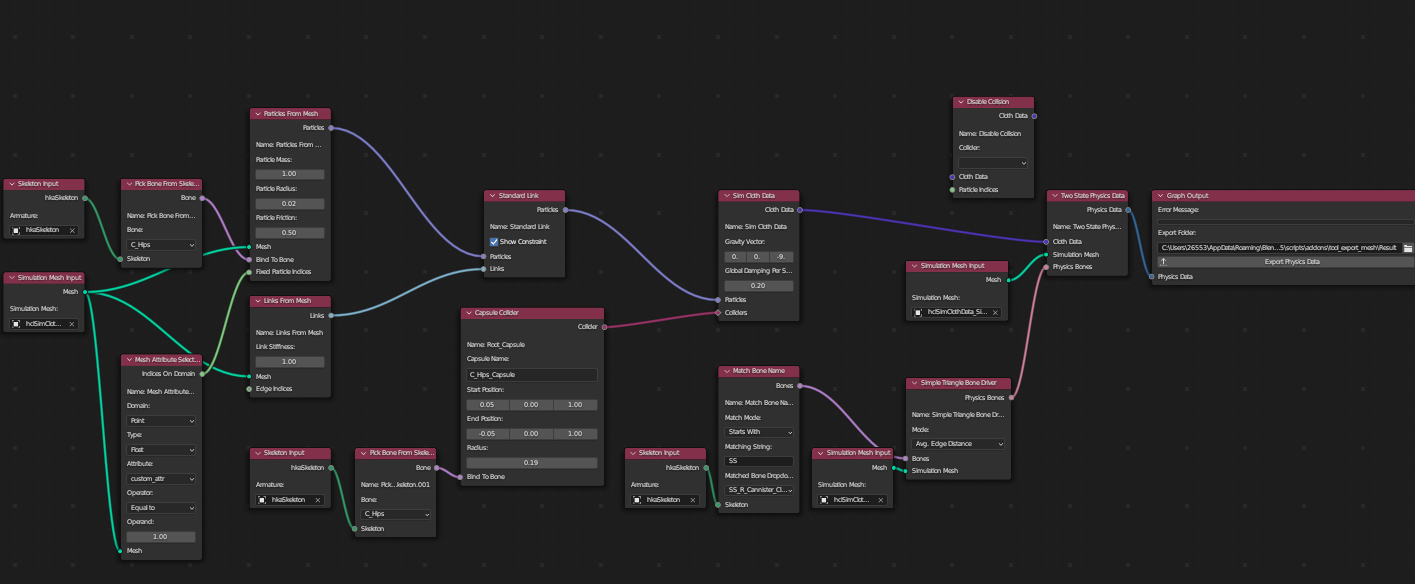 Skeleton Input
hkaSkeleton
Armature:
hkaSkeleton
Simulation Mesh Input
Mesh
Simulation Mesh:
hclSimClot...
Pick Bone From Skele...
Bone
Name: Pick Bone From...
Bone:
C_Hips
Skeleton
Mesh Attribute Select...
Indices On Domain
Name: Mesh Attribute...
Domain:
Point
Type:
Float
Attribute:
custom_attr
Operator:
Equal to
Operand:
1.00
Mesh
Particles From Mesh
Particles
Name: Particles From ...
Particle Mass:
1.00
Particle Radius:
0.02
Particle Friction:
0.50
Mesh
Bind To Bone
Fixed Particle Indices
Links From Mesh
Links
Name: Links From Mesh
Link Stiffness:
1.00
Mesh
Edge Indices
Skeleton Input
hkaSkeleton
Armature:
hkaSkeleton
Pick Bone From Skele...
Bone
Name: Pick...keleton.001
Bone:
C_Hips
Skeleton
Standard Link
Particles
Name: Standard Link
Show Constraint
Particles
Links
Capsule Collider
Collider
Name: Root_Capsule
Capsule Name:
C_Hips_Capsule
Start Position:
0.05 0.00 1.00
End Position:
-0.05 0.00 1.00
Radius:
0.19
Bind To Bone
Skeleton Input
hkaSkeleton
Armature:
hkaSkeleton
Sim Cloth Data
Cloth Data
Name: Sim Cloth Data
Gravity Vector:
0. 0. -9.
Global Damping Per S...
0.20
Particles
Colliders
Match Bone Name
Bones
Name: Match Bone Na...
Match Mode:
Starts With
Matching String:
SS
Matched Bone Dropdo...
SS_R_Cannister_Cl...
Skeleton
Simulation Mesh Input
Mesh
Simulation Mesh:
hclSimClot...
Disable Collision
Cloth Data
Name: Disable Collision
Collider:
Cloth Data
Particle Indices
Simulation Mesh Input
Mesh
Simulation Mesh:
hclSimClothData_Si...
Simple Triangle Bone Driver
Physics Bones
Name: Simple Triangle Bone Dr...
Mode:
Avg. Edge Distance
Bones
Simulation Mesh
Two State Physics Data
Physics Data
Name: Two State Phys...
Cloth Data
Simulation Mesh
Physics Bones
Graph Output
Error Message:
Export Folder:
C:\Users\26553\AppData\Roaming\Blen...5\scripts\addons\tcd_export_mesh\Result
Export Physics Data
Physics Data